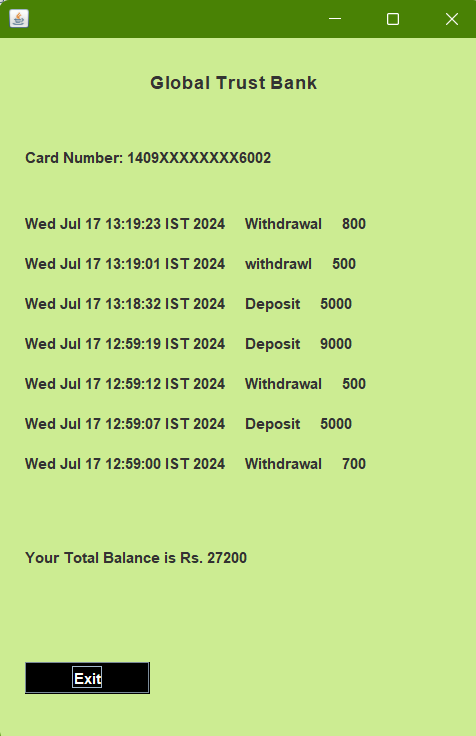 Global Trust Bank
Card Number: 1409XXXXXXXX6002
Wed Jul 17 13:19:23 IST 2024 Withdrawal 800
Wed Jul 17 13:19:01 IST 2024 withdrawl 500
Wed Jul 17 13:18:32 IST 2024 Deposit 5000
Wed Jul 17 12:59:19 IST 2024 Deposit 9000
Wed Jul 17 12:59:12 IST 2024 Withdrawal 500
Wed Jul 17 12:59:07 IST 2024 Deposit 5000
Wed Jul 17 12:59:00 IST 2024 Withdrawal 700
Your Total Balance is Rs. 27200
Exit